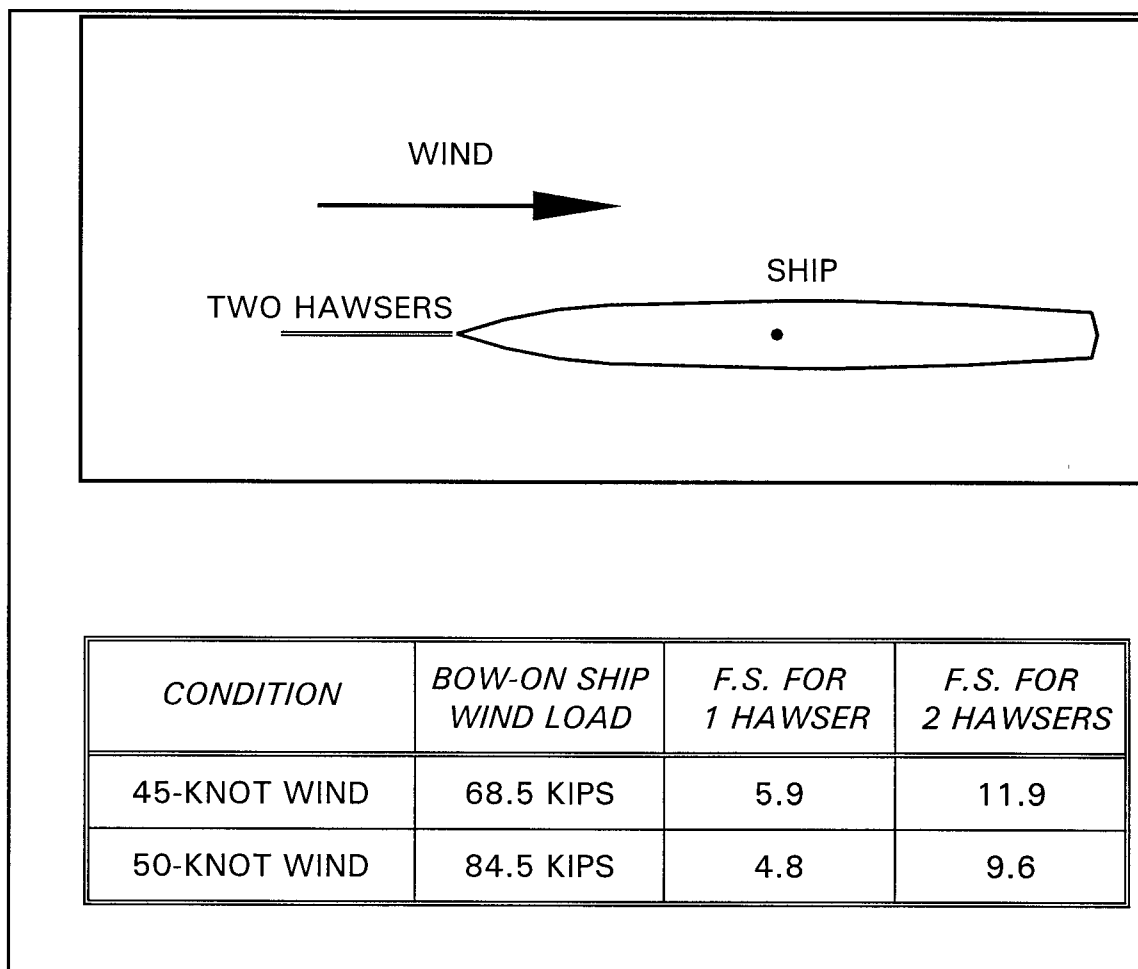 WIND
SHIP
TWO HAWSERS
CONDITION
BOW-ON SHIP
WIND LOAD
F.S. FOR
1 HAWSER
F.S. FOR
2 HAWSERS
45-KNOT WIND 68.5 KIPS 5.9 11.9
50-KNOT WIND 84.5 KIPS 4.8 9.6